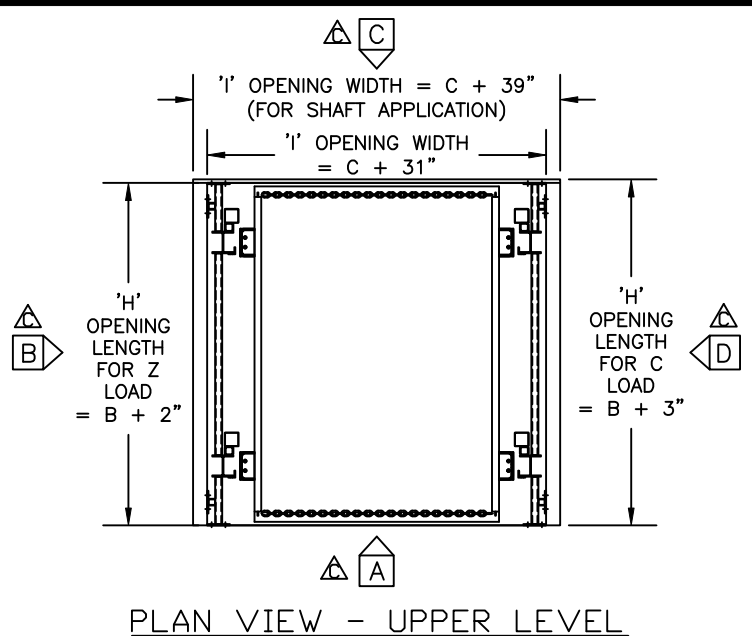 C C
'I' OPENING WIDTH = C + 39"
(FOR SHAFT APPLICATION)
'I' OPENING WIDTH
= C + 31"
C
B
'H'
OPENING
LENGTH
FOR Z
LOAD
= B + 2"
'H'
OPENING
LENGTH
FOR C
LOAD
= B + 3"
C
D
C A
PLAN VIEW - UPPER LEVEL